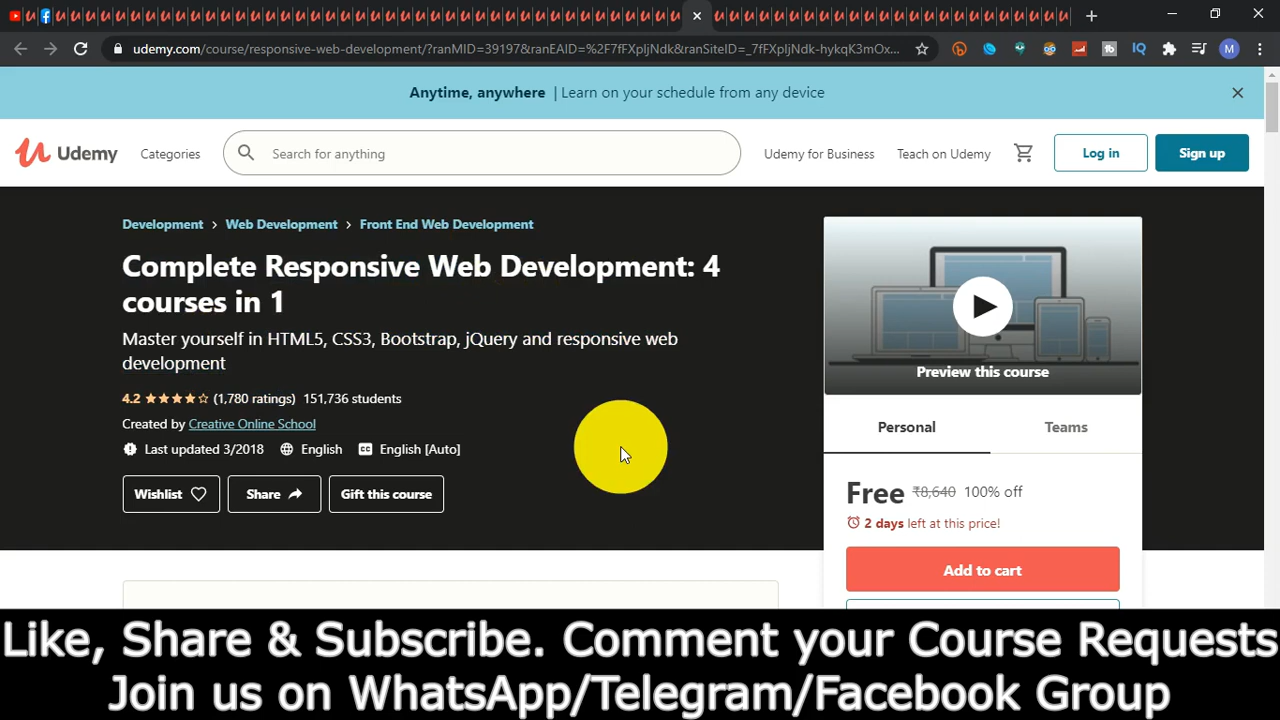 udemy.com/course/responsive-web-development/?ranMID=39197&ranEAID=%2F7fFXpIjNdk&ranSiteID=_7fFXpIjNdk-hykqK3mOx...
IQ
M
Anytime, anywhere | Learn on your schedule from any device
Udemy
Categories
Search for anything
Udemy for Business
Teach on Udemy
Log in
Sign up
Development > Web Development > Front End Web Development
Complete Responsive Web Development: 4
courses in 1
Master yourself in HTML5, CSS3, Bootstrap, jQuery and responsive web
development
4.2 (1,780 ratings) 151,736 students
Created by Creative Online School
Last updated 3/2018 English English [Auto]
Wishlist
Share
Gift this course
Preview this course
Personal
Teams
Free ₹8,640 100% off
2 days left at this price!
Add to cart
Like, Share & Subscribe. Comment your Course Requests
Join us on WhatsApp/Telegram/Facebook Group